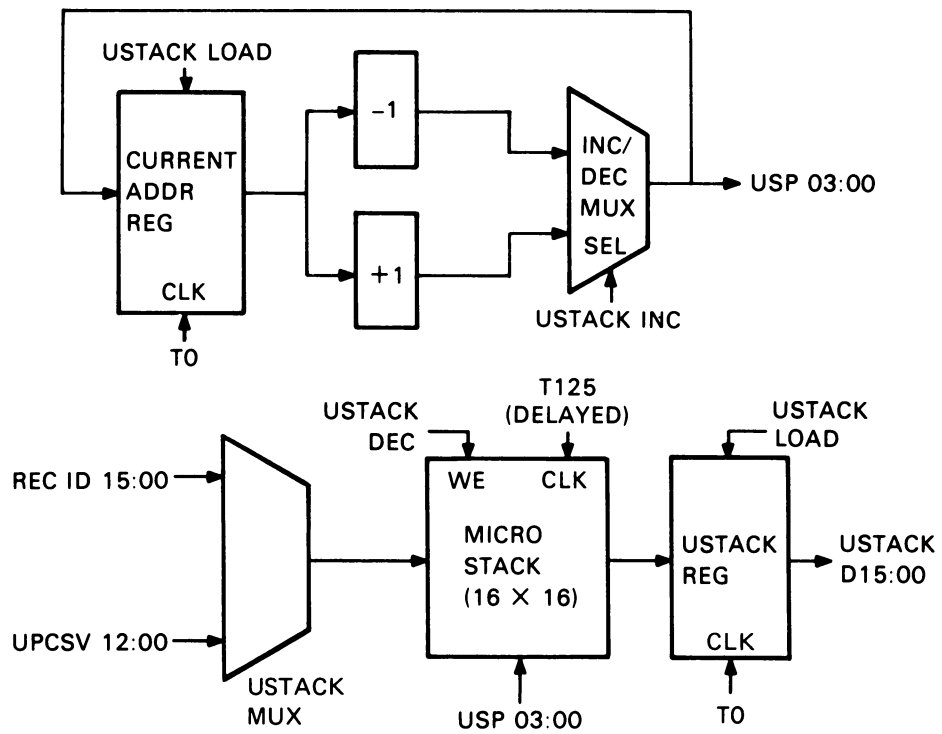 USTACK LOAD
-1
CURRENT
ADDR
REG
CLK
T0
+1
INC/
DEC
MUX
SEL
USP 03:00
USTACK INC
REC ID 15:00
UPCSV 12:00
USTACK
MUX
USTACK
DEC
T125
(DELAYED)
WE CLK
MICRO
STACK
(16 × 16)
USP 03:00
USTACK
LOAD
USTACK
REG
CLK
T0
USTACK
D15:00